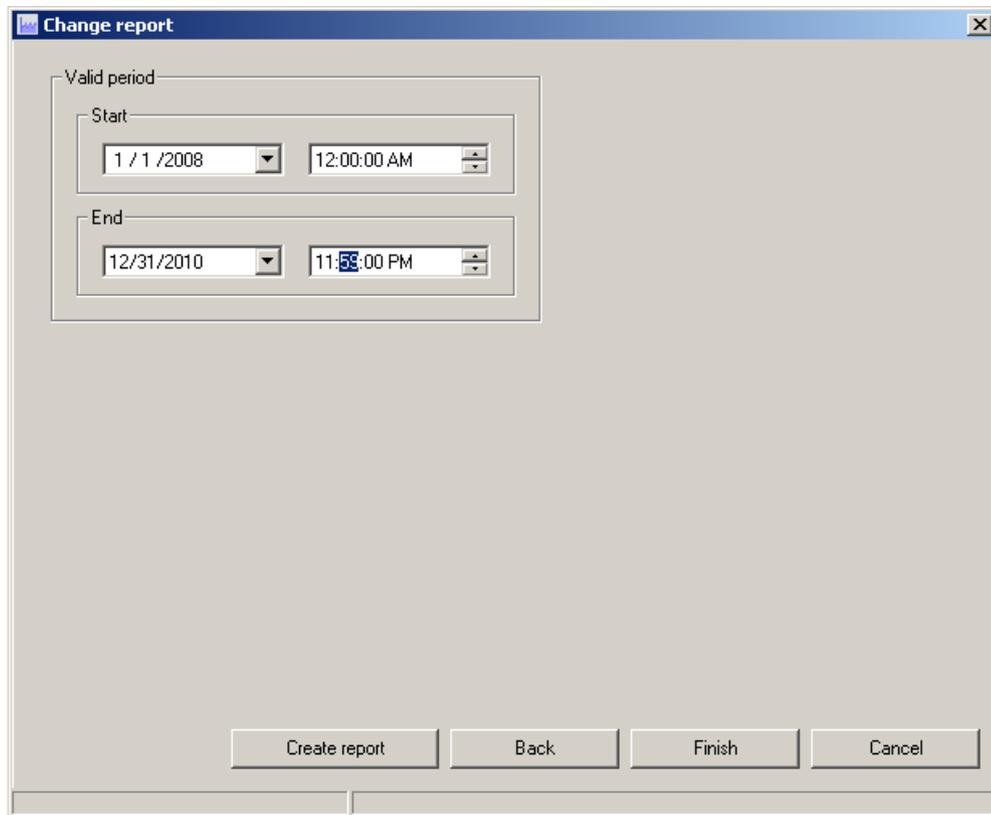 Change report
Valid period
Start
1 / 1 /2008 12:00:00 AM
End
12/31/2010 11:59:00 PM
Create report Back Finish Cancel